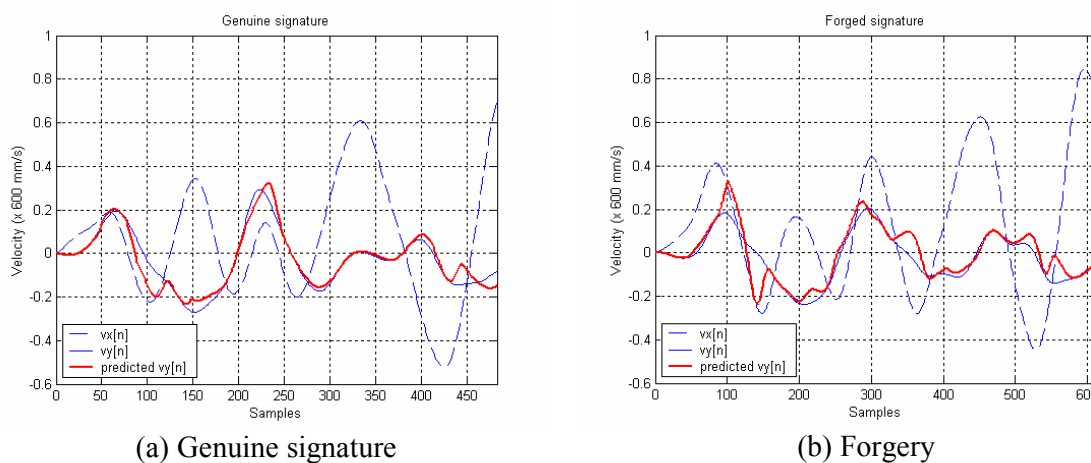 Genuine signature
1
0.8
0.6
0.4
0.2
0
-0.2
-0.4
-0.6
Velocity (x 600 mm/s)
vx[n]
vy[n]
predicted vy[n]
0 50 100 150 200 250 300 350 400 450
Samples
(a) Genuine signature
Forged signature
1
0.8
0.6
0.4
0.2
0
-0.2
-0.4
-0.6
Velocity (x 600 mm/s)
vx[n]
vy[n]
predicted vy[n]
0 100 200 300 400 500
Samples
(b) Forgery